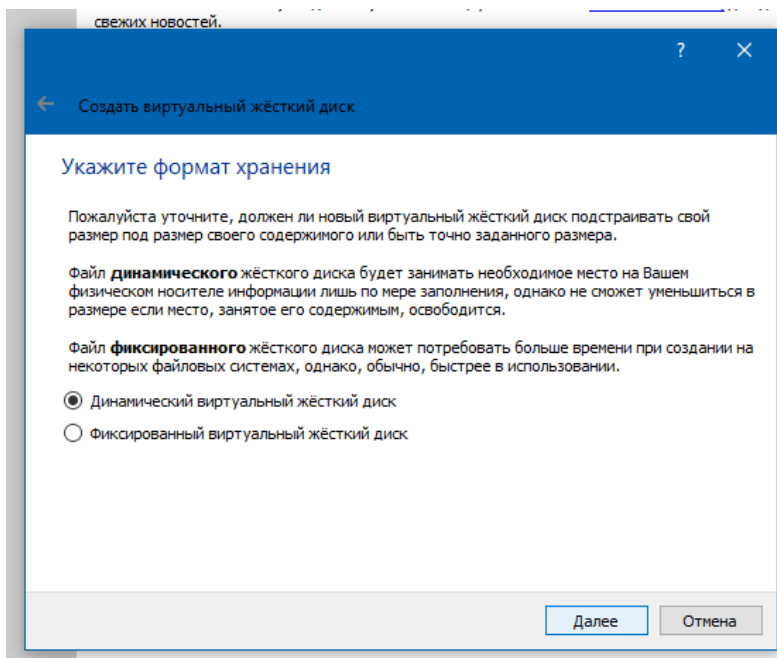 свежих новостей.
?
Создать виртуальный жёсткий диск
Укажите формат хранения
Пожалуйста уточните, должен ли новый виртуальный жёсткий диск подстраивать свой
размер под размер своего содержимого или быть точно заданного размера.
Файл динамического жёсткого диска будет занимать необходимое место на Вашем
физическом носителе информации лишь по мере заполнения, однако не сможет уменьшиться в
размере если место, занятое его содержимым, освободится.
Файл фиксированного жёсткого диска может потребовать больше времени при создании на
некоторых файловых системах, однако, обычно, быстрее в использовании.
Динамический виртуальный жёсткий диск
Фиксированный виртуальный жёсткий диск
Далее Отмена